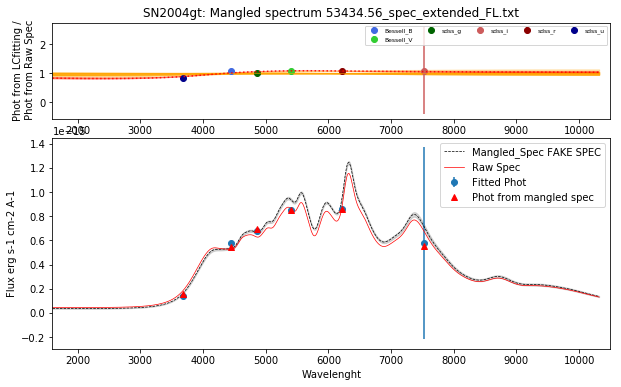 SN2004gt: Mangled spectrum 53434.56_spec_extended_FL.txt
Phot from LCfitting /
Phot from Raw Spec
2
1
0
Bessell_B
Bessell_V
sdss_g
sdss_i
sdss_r
sdss_u
2000 3000 4000 5000 6000 7000 8000 9000 10000
Flux erg s-1 cm-2 A-1
1.4
1.2
1.0
0.8
0.6
0.4
0.2
0.0
−0.2
Mangled_Spec FAKE SPEC
Raw Spec
Fitted Phot
Phot from mangled spec
2000 3000 4000 5000 6000 7000 8000 9000 10000
Wavelenght